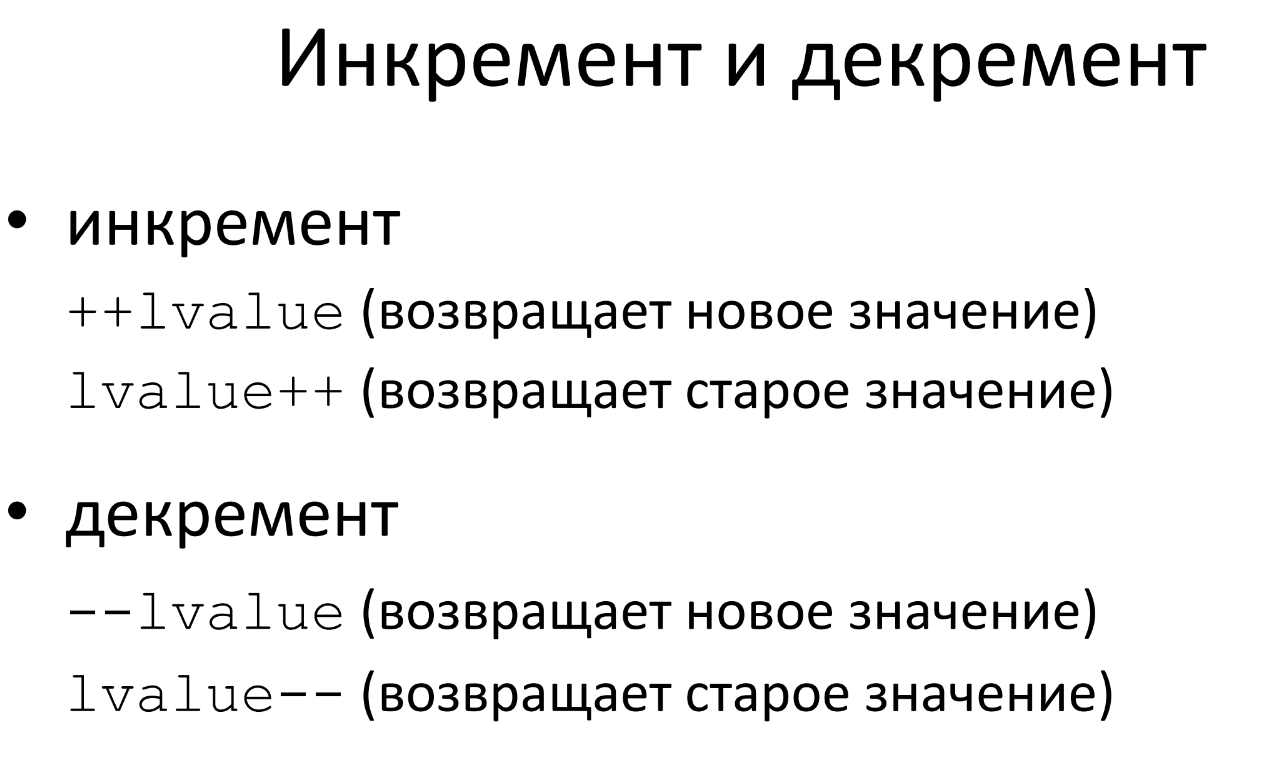 Инкремент и декремент
• инкремент
++lvalue (возвращает новое значение)
lvalue++ (возвращает старое значение)
• декремент
--lvalue (возвращает новое значение)
lvalue-- (возвращает старое значение)